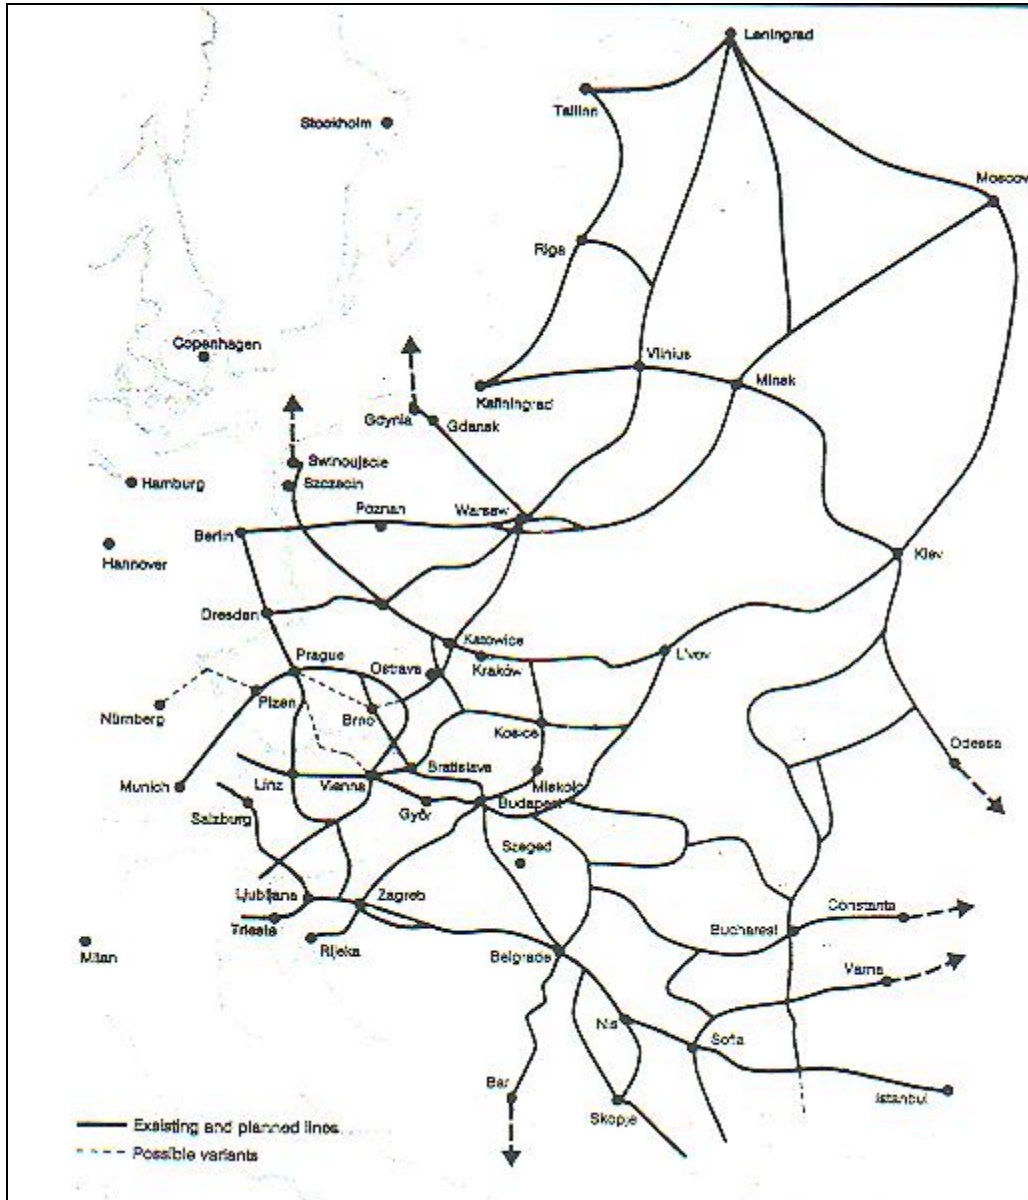 Leningrad
Tallinn
Stockholm
Moscow
Riga
Copenhagen
Vilnius
Minsk
Kaliningrad
Gdynia
Gdansk
Swinoujscie
Szczecin
Hamburg
Poznan
Warsaw
Berlin
Kiev
Hannover
Dresden
Katowice
Prague
Ostrava
Kraków
L'vov
Plzen
Nürnberg
Brno
Kosice
Odessa
Bratislava
Munich
Linz
Vienna
Miskolc
Győr
Budapest
Salzburg
Szeged
Ljubljana
Zagreb
Constanta
Trieste
Bucharest
Rijeka
Belgrade
Milan
Varna
Nis
Sofia
Bar
Istanbul
Skopje
Exsisting and planned lines
Possible variants